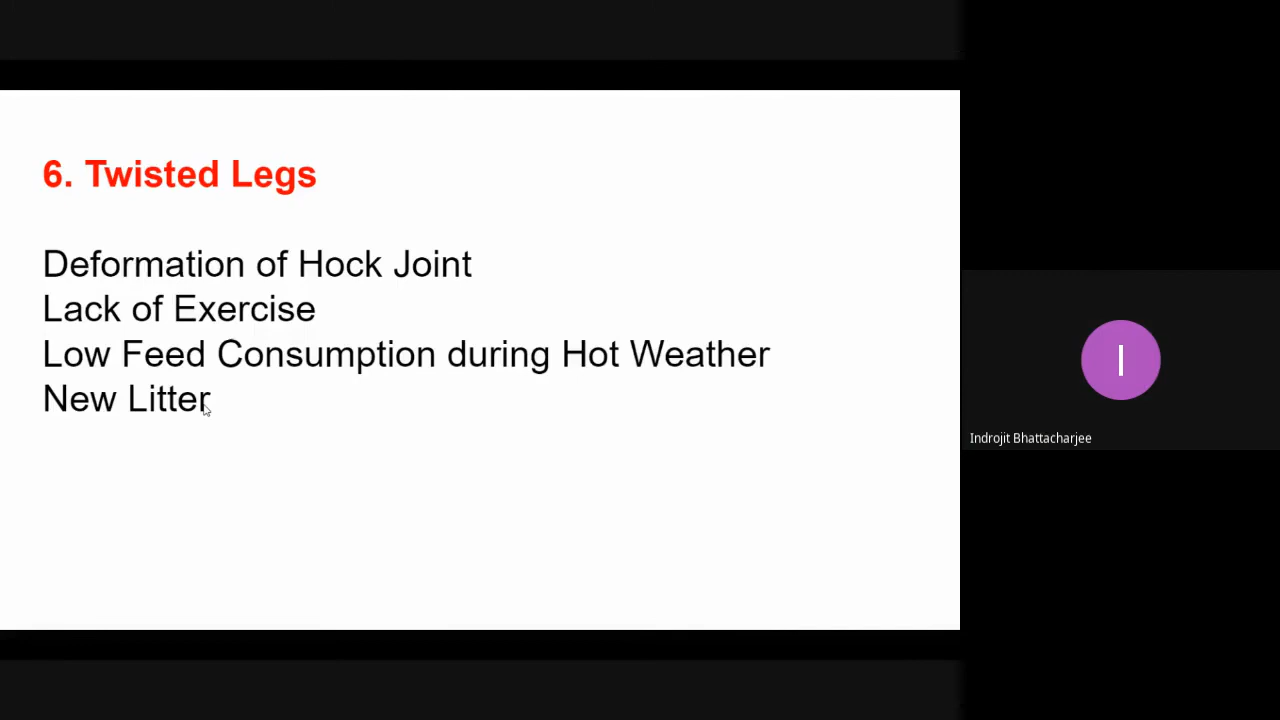 6. Twisted Legs
Deformation of Hock Joint
Lack of Exercise
Low Feed Consumption during Hot Weather
New Litter
I
Indrojit Bhattacharjee